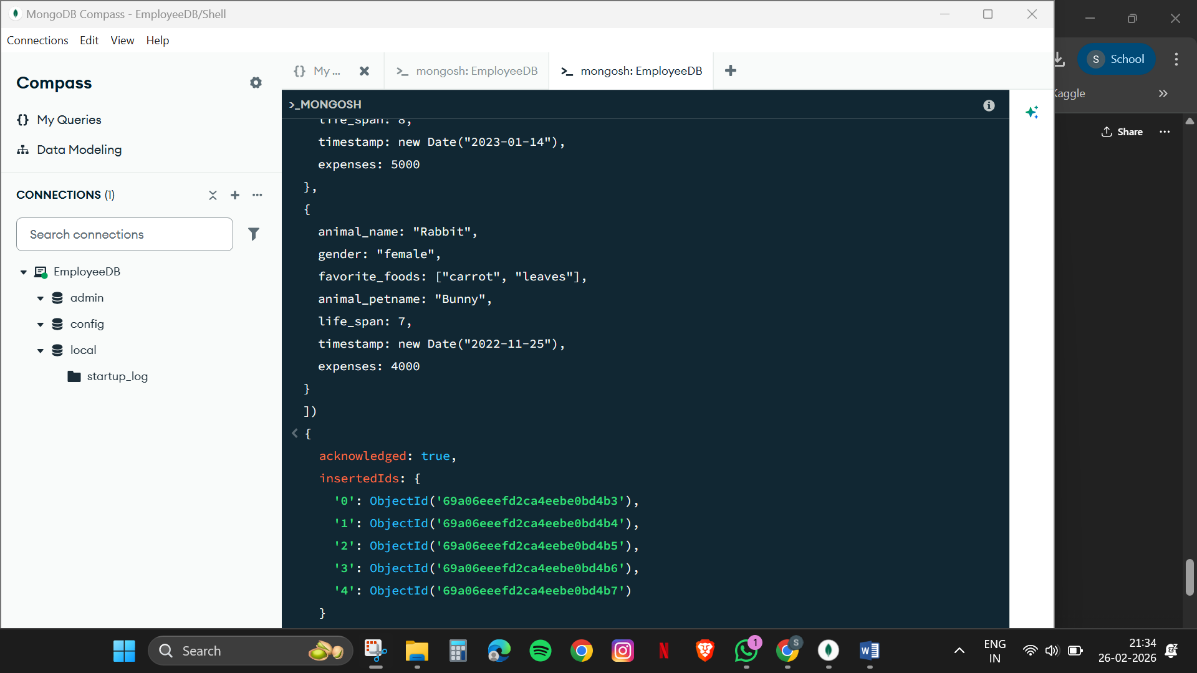 MongoDB Compass - EmployeeDB/Shell
Connections Edit View Help
Compass
{} My Queries
Data Modeling
CONNECTIONS (1)
Search connections
EmployeeDB
admin
config
local
startup_log
{} My ...
>_ mongosh: EmployeeDB
>_ mongosh: EmployeeDB
>_MONGOSH
life_span: 8,
timestamp: new Date("2023-01-14"),
expenses: 5000
},
{
animal_name: "Rabbit",
gender: "female",
favorite_foods: ["carrot", "leaves"],
animal_petname: "Bunny",
life_span: 7,
timestamp: new Date("2022-11-25"),
expenses: 4000
}
])
< {
acknowledged: true,
insertedIds: {
'0': ObjectId('69a06eeefd2ca4eebe0bd4b3'),
'1': ObjectId('69a06eeefd2ca4eebe0bd4b4'),
'2': ObjectId('69a06eeefd2ca4eebe0bd4b5'),
'3': ObjectId('69a06eeefd2ca4eebe0bd4b6'),
'4': ObjectId('69a06eeefd2ca4eebe0bd4b7')
}
S School
Kaggle
Share
Search
N
1
S
W
ENG
IN
21:34
26-02-2026